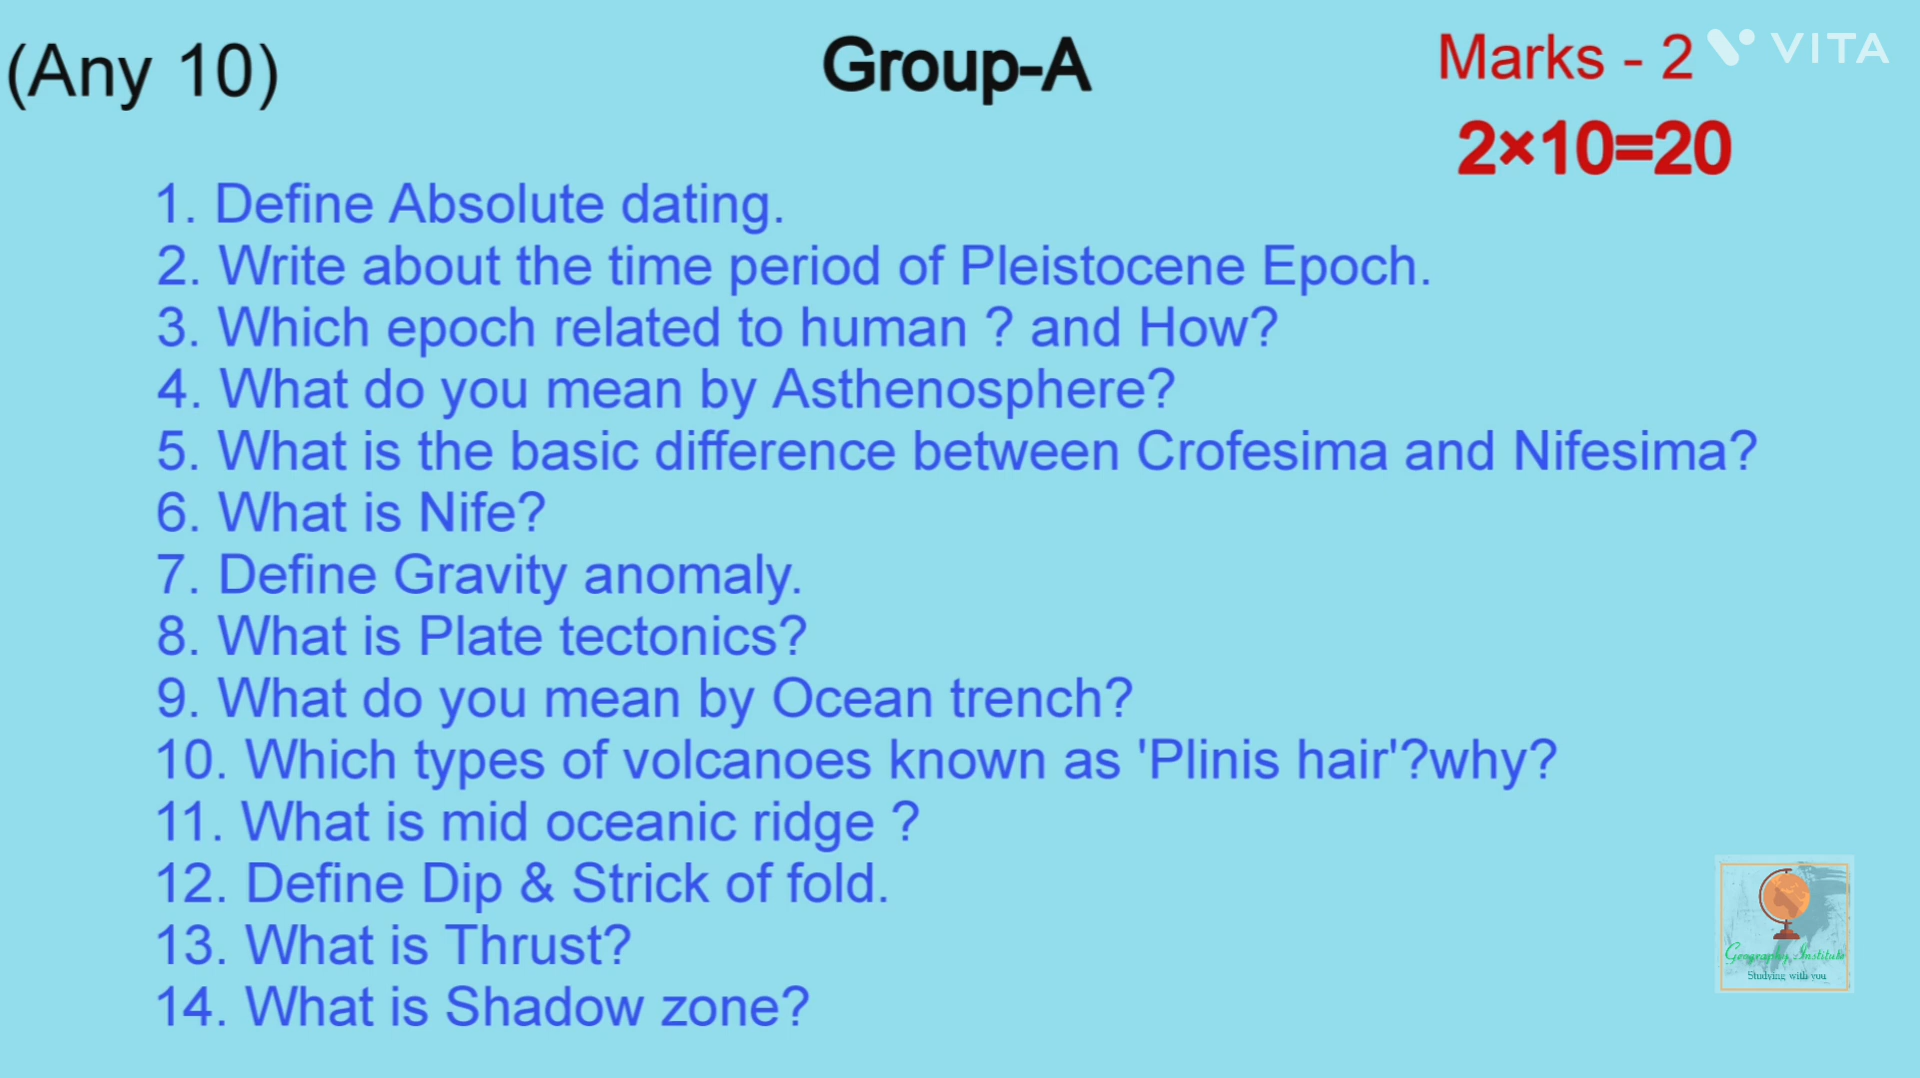 (Any 10)
Group-A
Marks - 2
VITA
2×10=20
1. Define Absolute dating.
2. Write about the time period of Pleistocene Epoch.
3. Which epoch related to human ? and How?
4. What do you mean by Asthenosphere?
5. What is the basic difference between Crofesima and Nifesima?
6. What is Nife?
7. Define Gravity anomaly.
8. What is Plate tectonics?
9. What do you mean by Ocean trench?
10. Which types of volcanoes known as 'Plinis hair'?why?
11. What is mid oceanic ridge ?
12. Define Dip & Strick of fold.
13. What is Thrust?
14. What is Shadow zone?
Geography Institute
Studying with you